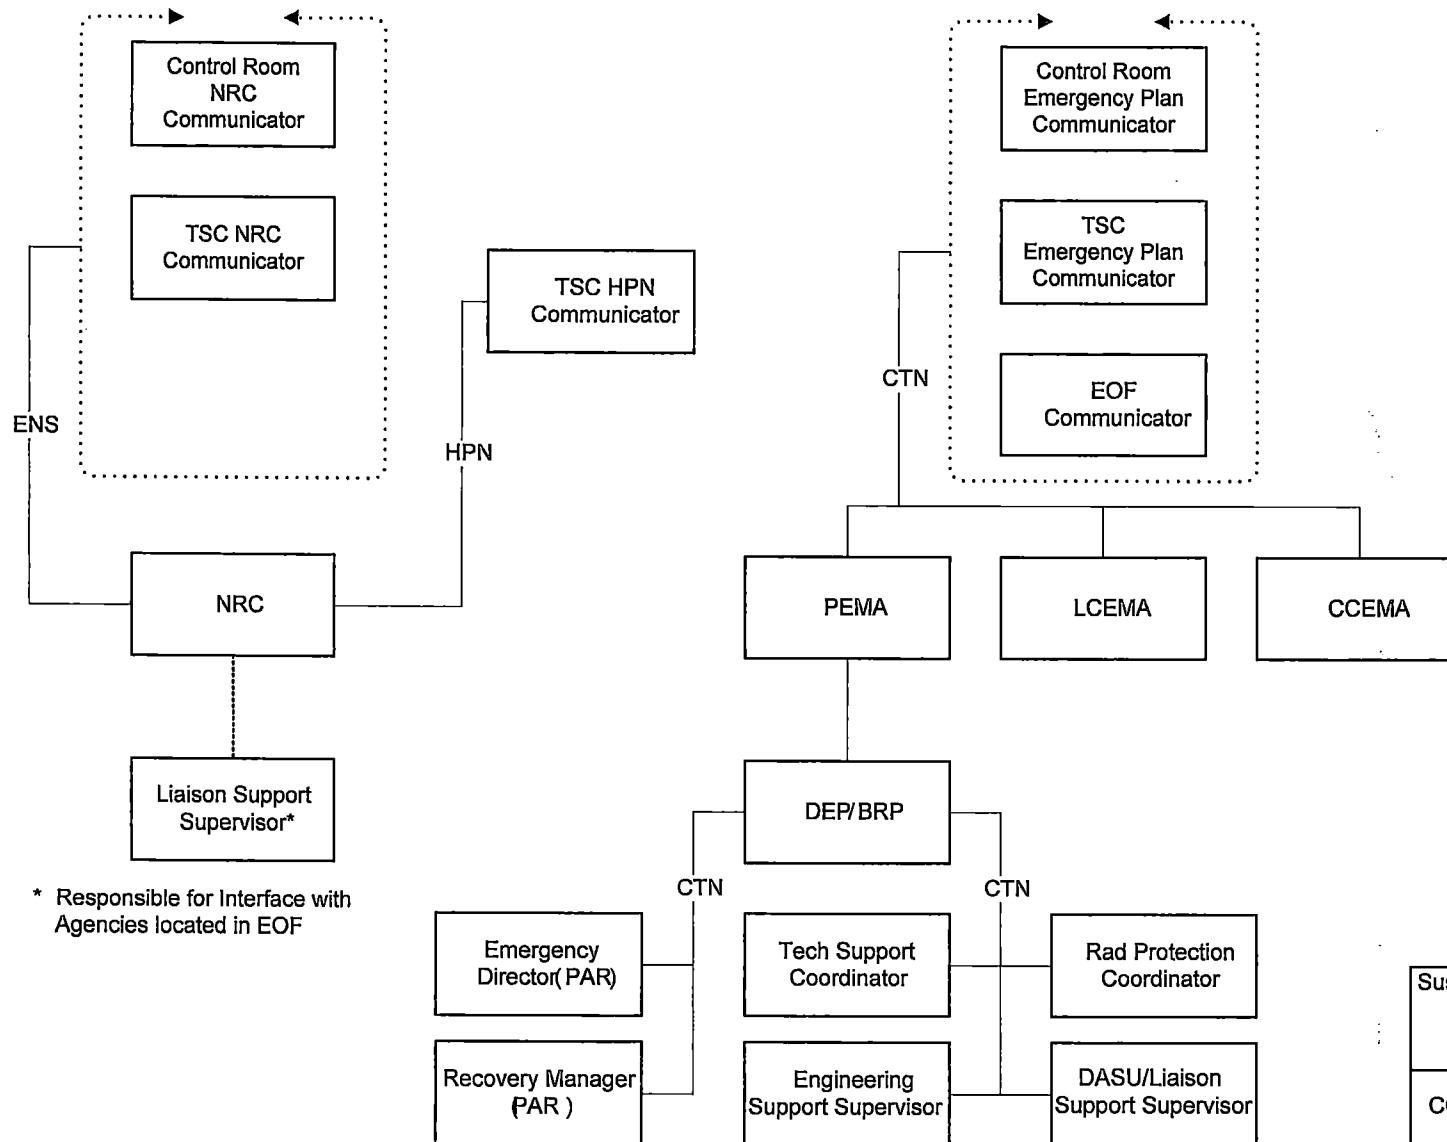 Control Room
NRC
Communicator
TSC NRC
Communicator
TSC HPN
Communicator
ENS
HPN
NRC
Liaison Support
Supervisor*
* Responsible for Interface with
Agencies located in EOF
Control Room
Emergency Plan
Communicator
TSC
Emergency Plan
Communicator
EOF
Communicator
CTN
PEMA
LCEMA
CCEMA
DEP/BRP
CTN
CTN
Emergency
Director( PAR)
Tech Support
Coordinator
Rad Protection
Coordinator
Recovery Manager
(PAR )
Engineering
Support Supervisor
DASU/Liaison
Support Supervisor